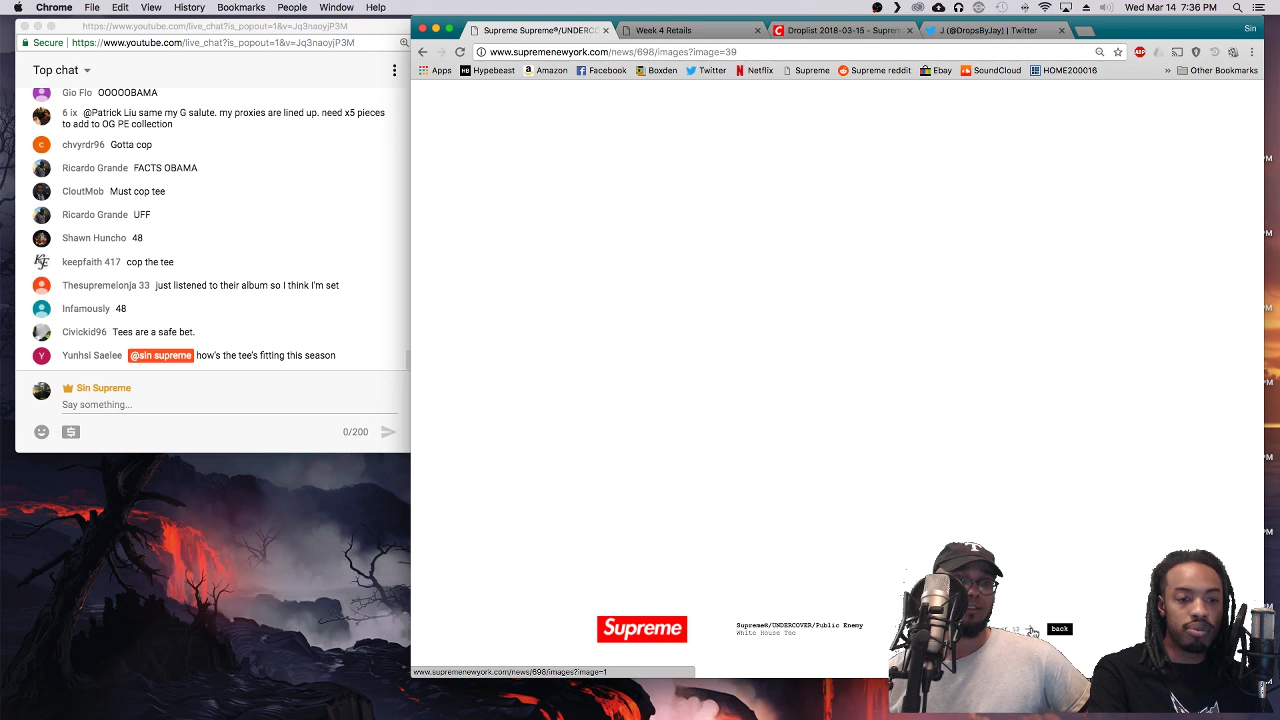 Chrome File Edit View History Bookmarks People Window Help
Wed Mar 14 7:36 PM
https://www.youtube.com/live_chat?is_popout=1&v=Jq3naoyjP3M
Secure https://www.youtube.com/live_chat?is_popout=1&v=Jq3naoyjP3M
Top chat
Gio Flo OOOOOBAMA
6 ix @Patrick Liu same my G salute. my proxies are lined up. need x5 pieces
to add to OG PE collection
chvyrdr96 Gotta cop
Ricardo Grande FACTS OBAMA
CloutMob Must cop tee
Ricardo Grande UFF
Shawn Huncho 48
keepfaith 417 cop the tee
Thesupremelonja 33 just listened to their album so I think I'm set
Infamously 48
Civickid96 Tees are a safe bet.
Yunhsi Saelee @sin supreme how's the tee's fitting this season
Sin Supreme
Say something...
0/200
Supreme Supreme®/UNDERC
Week 4 Retails
Droplist 2018-03-15 - Suprem
J (@DropsByJay) | Twitter
Sin
www.supremenewyork.com/news/698/images?image=39
Apps Hypebeast Amazon Facebook Boxden Twitter Netflix Supreme Supreme reddit Ebay SoundCloud HOME200016 » Other Bookmarks
Supreme
Supreme®/UNDERCOVER/Public Enemy
White House Tee
back
www.supremenewyork.com/news/698/images?image=1